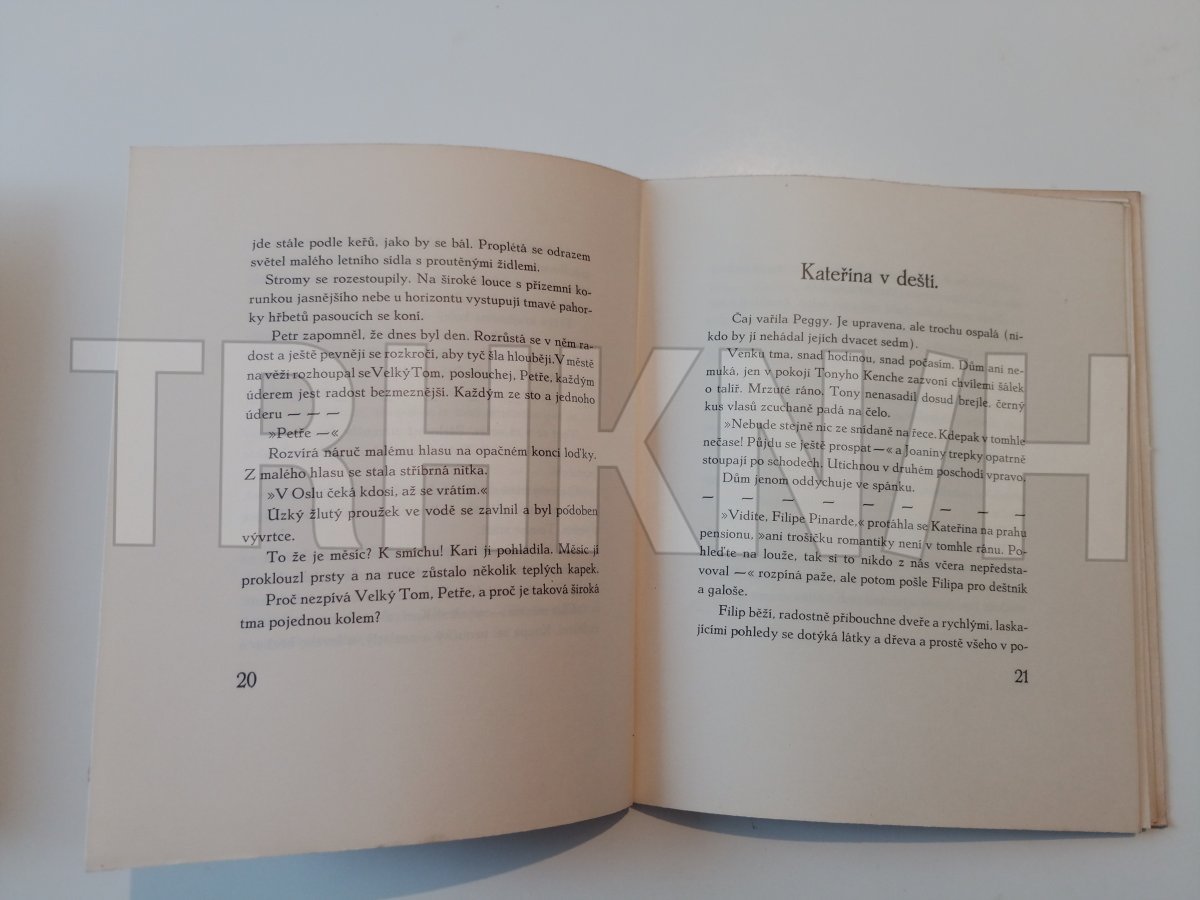 jde stále podle keřů, jako by se bál. Proplétá se odrazem
světel malého letního sídla s proutěnými židlemi.
Stromy se rozestoupily. Na široké louce s přízemní ko-
runkou jasnějšího nebe u horizontu vystupují tmavé pahor-
ky hřbetů pasoucích se koní.
Petr zapomněl, že dnes byl den. Rozrůstá se v něm ra-
dost a ještě pevněji se rozkročí, aby tyč šla hlouběji. V městě
na věži rozhoupal se Velký Tom, poslouchej, Petře, každým
úderem jest radost bezmeznější. Každým ze sto a jednoho
úderu — — —
»Petře —«
Rozvírá náruč malému hlasu na opačném konci loďky.
Z malého hlasu se stala stříbrná nitka.
»V Oslu čeká kdosi, až se vrátím.«
Úzký žlutý proužek ve vodě se zavlnil a byl podoben
vývrtce.
To že je měsíc? K smíchu! Kari ji pohladila. Měsíc jí
proklouzl prsty a na ruce zůstalo několik teplých kapek.
Proč nezpívá Velký Tom, Petře, a proč je taková široká
tma pojednou kolem?
20
Kateřina v dešti.
Čaj vařila Peggy. Je upravena, ale trochu ospalá (ni-
kdo by jí nehádal jejích dvacet sedm).
Venku tma, snad hodinou, snad počasím. Dům ani ne-
muká, jen v pokoji Tonyho Kenche zazvoní chvílemi šálek
o talíř. Mrzuté ráno. Tony nenasadil dosud brejle, černý
kus vlasů zcuchaně padá na čelo.
»Nebude stejně nic ze snídaně na řece. Kdepak v tomhle
nečase! Půjdu se ještě prospat —« a Joaniny trepky opatrně
stoupají po schodech. Utichnou v druhém poschodí vpravo.
Dům jenom oddychuje ve spánku.
— — — — — — — — —
»Vidíte, Filipe Pinarde,« protáhla se Kateřina na prahu
pensionu, »ani trošičku romantiky není v tomhle ránu. Po-
hleďte na louže, tak si to nikdo z nás včera nepředsta-
voval —« rozpíná paže, ale potom pošle Filipa pro deštník
a galoše.
Filip běží, radostně přibouchne dveře a rychlými, laska-
jícími pohledy se dotýká látky a dřeva a prostě všeho v po-
21
TRHKNIH